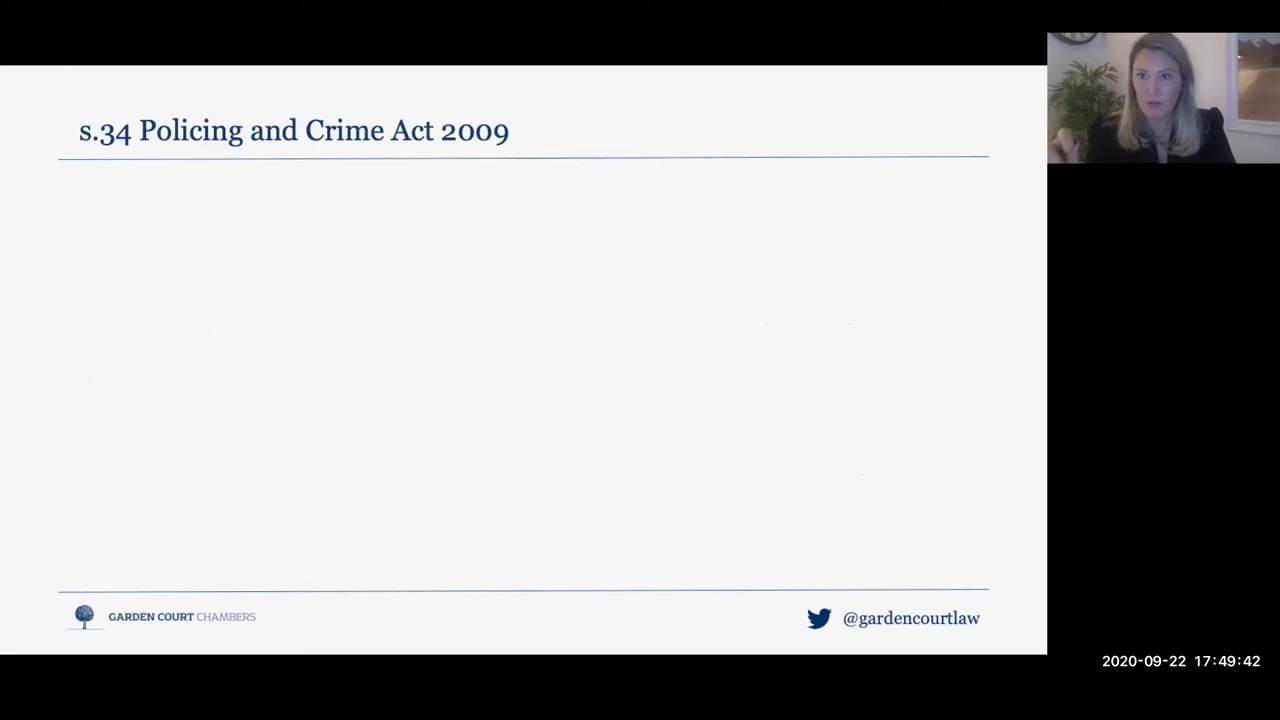 s.34 Policing and Crime Act 2009
GARDEN COURT CHAMBERS
@gardencourtlaw
2020-09-22 17:49:42